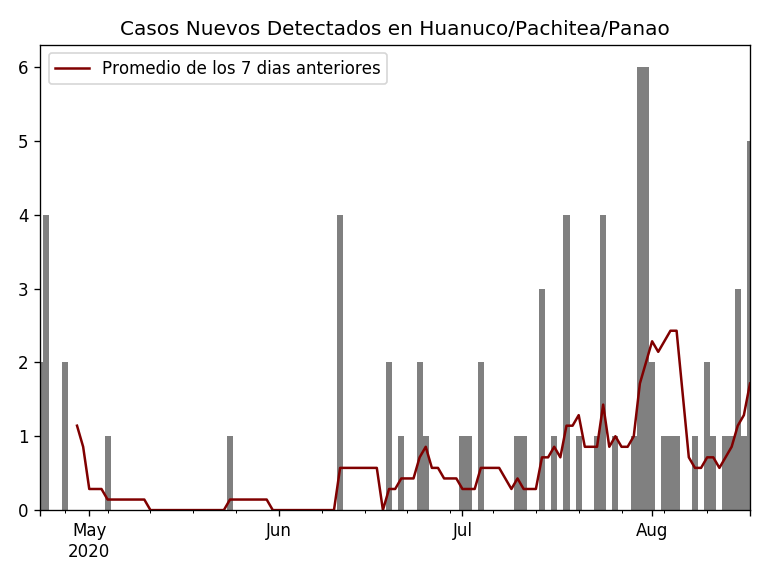 Casos Nuevos Detectados en Huanuco/Pachitea/Panao
Promedio de los 7 dias anteriores
6
5
4
3
2
1
0
May Jun Jul Aug
2020